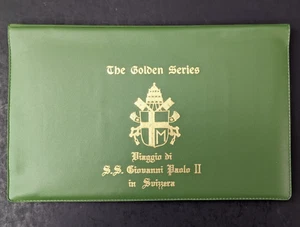 The Golden Series
M
Viaggio di
S.S. Giovanni Paolo II
in Svizzera